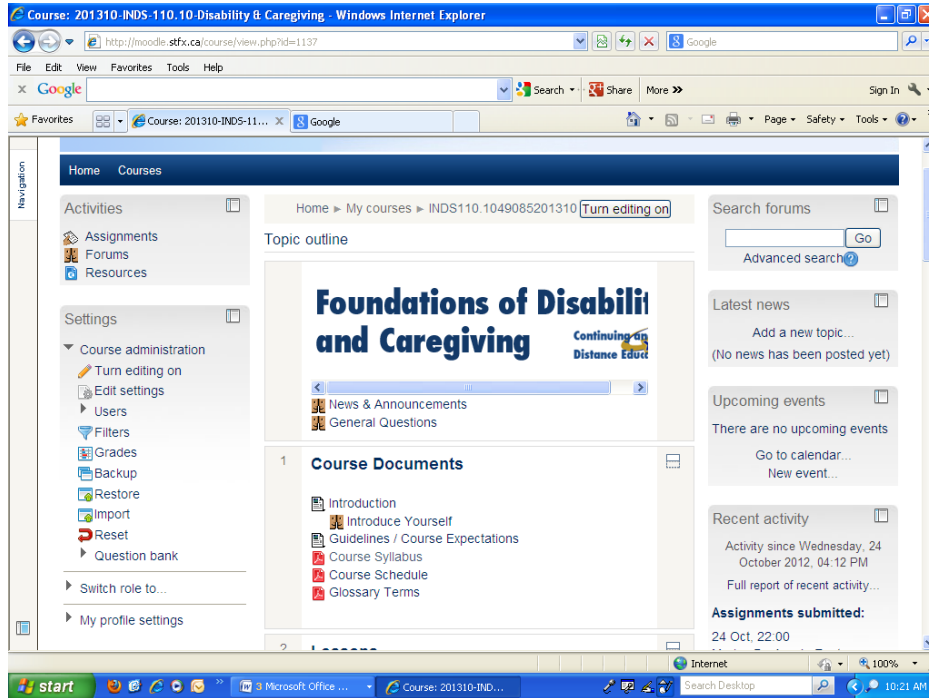 Course: 201310-INDS-110.10-Disability & Caregiving - Windows Internet Explorer
http://moodle.stfx.ca/course/view.php?id=1137
Google
File Edit View Favorites Tools Help
x Google Search Share More » Sign In
Favorites Course: 201310-INDS-11... X Google Page Safety Tools
Navigation
Home Courses
Activities
Assignments
Forums
Resources
Settings
Course administration
Turn editing on
Edit settings
Users
Filters
Grades
Backup
Restore
Import
Reset
Question bank
Switch role to...
My profile settings
Home ► My courses ► INDS110.1049085201310 Turn editing on
Topic outline
Foundations of Disabilit
and Caregiving
Continuing an
Distance Educ
News & Announcements
General Questions
1 Course Documents
Introduction
Introduce Yourself
Guidelines / Course Expectations
Course Syllabus
Course Schedule
Glossary Terms
2 Lessons
Search forums
Go
Advanced search
Latest news
Add a new topic...
(No news has been posted yet)
Upcoming events
There are no upcoming events
Go to calendar...
New event...
Recent activity
Activity since Wednesday, 24
October 2012, 04:12 PM
Full report of recent activity...
Assignments submitted:
24 Oct, 22:00
Internet 100%
start 3 Microsoft Office ... Course: 201310-IND... Search Desktop 10:21 AM